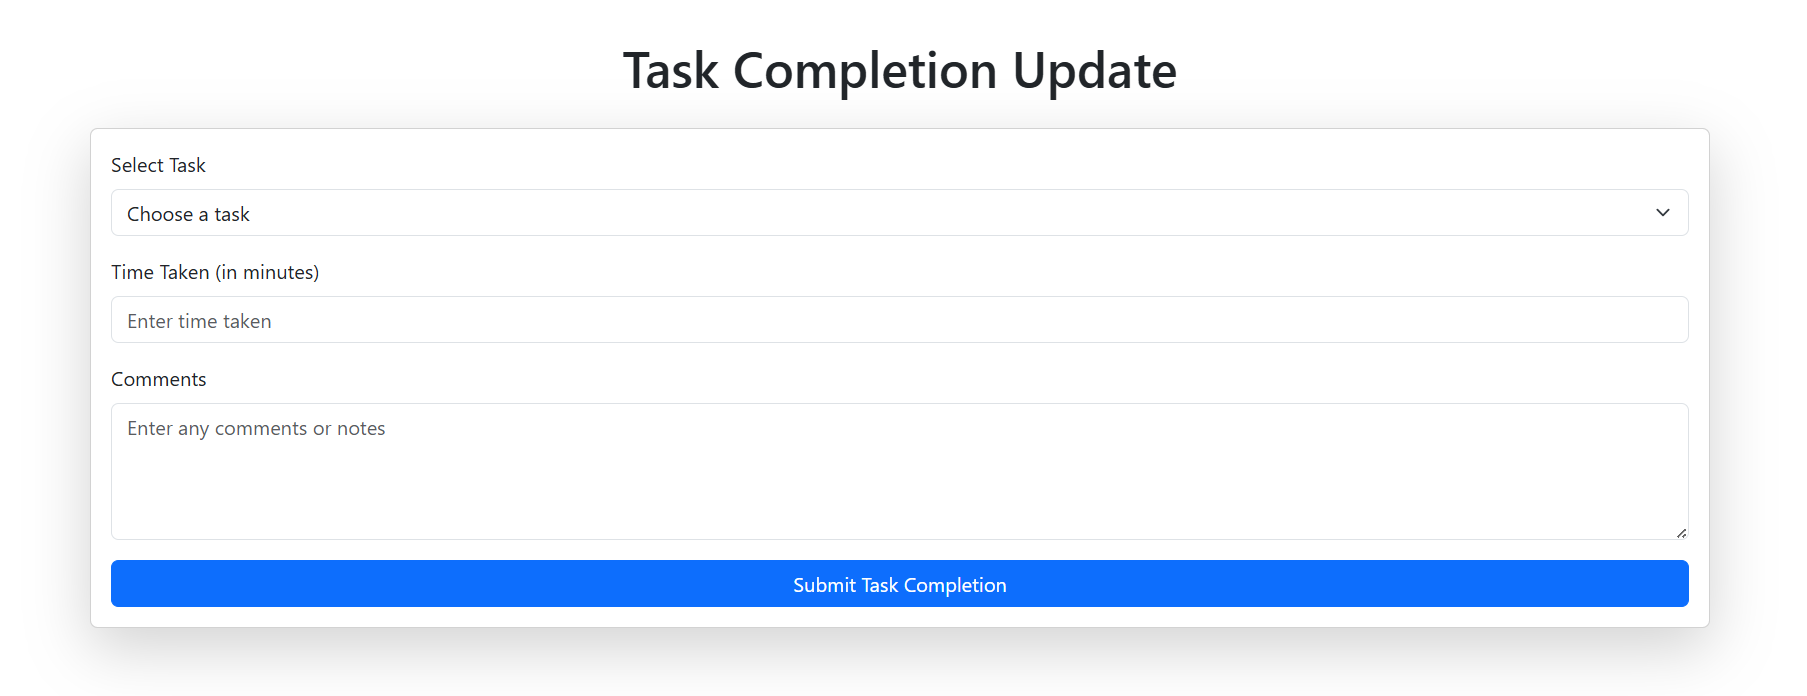 Task Completion Update
Select Task
Choose a task
Time Taken (in minutes)
Enter time taken
Comments
Enter any comments or notes
Submit Task Completion